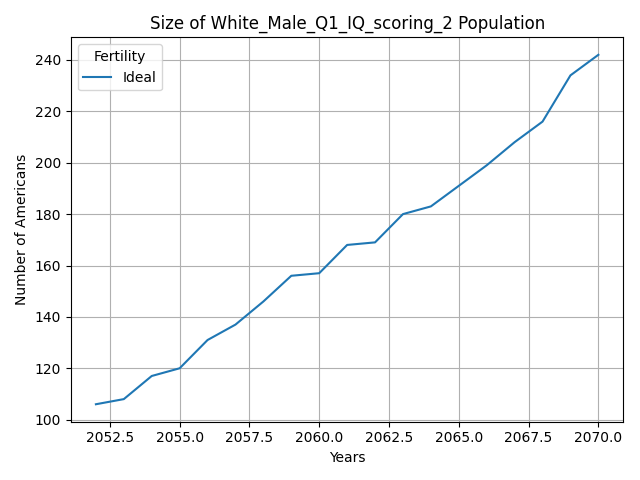 Size of White_Male_Q1_IQ_scoring_2 Population
Fertility
Ideal
Number of Americans
240
220
200
180
160
140
120
100
2052.5 2055.0 2057.5 2060.0 2062.5 2065.0 2067.5 2070.0
Years